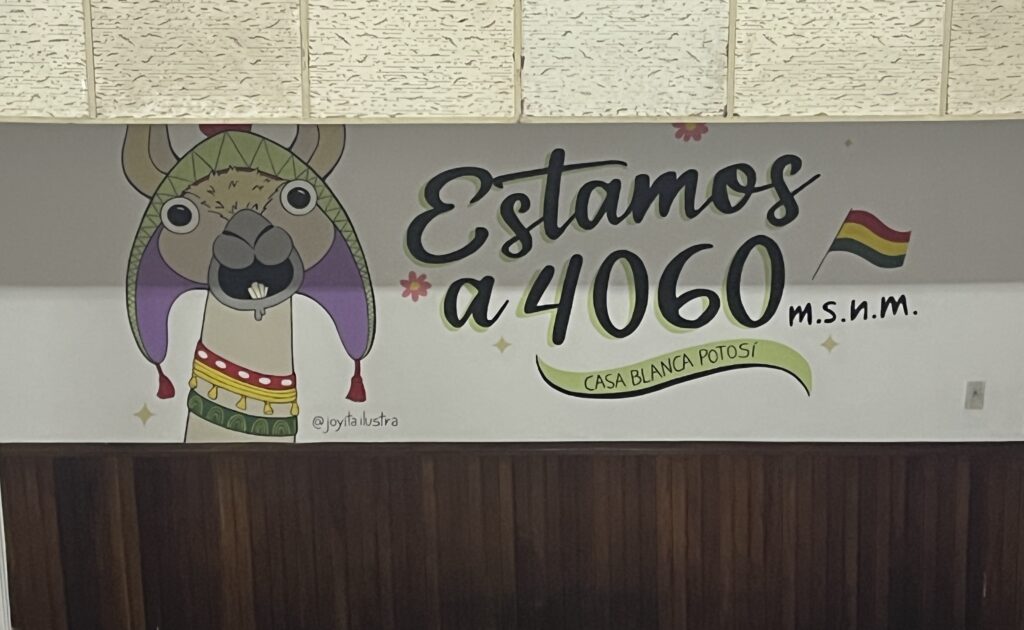 Estamos
a 4060 m.s.n.m.
CASA BLANCA POTOSÍ
@joyitailustra